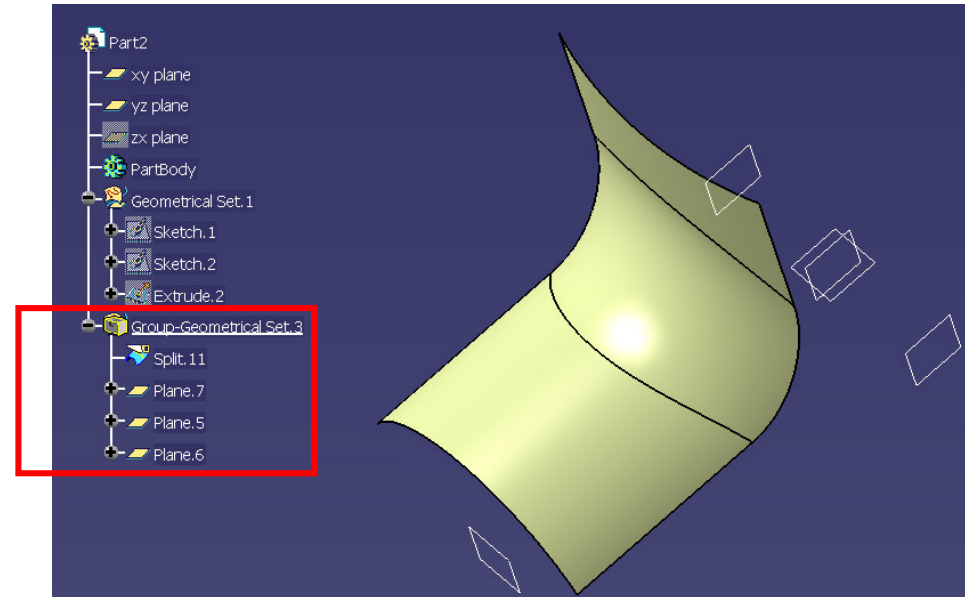 Part2
xy plane
yz plane
zx plane
PartBody
Geometrical Set.1
Sketch.1
Sketch.2
Extrude.2
Group-Geometrical Set.3
Split.11
Plane.7
Plane.5
Plane.6